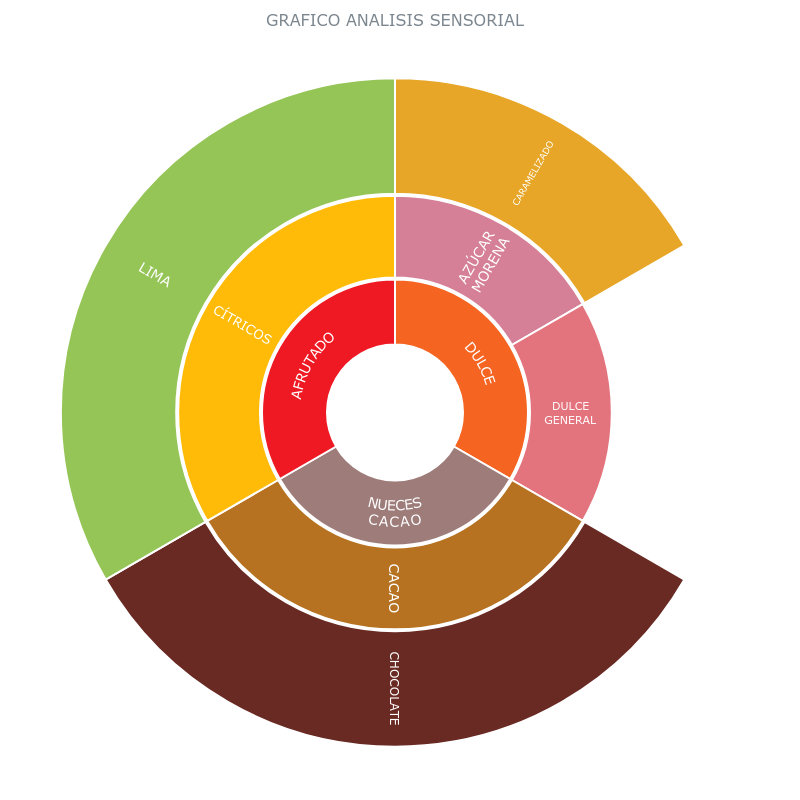 GRAFICO ANALISIS SENSORIAL
CARAMELIZADO
AZÚCAR
MORENA
LIMA
CÍTRICOS
AFRUTADO
DULCE
DULCE
GENERAL
NUECES
CACAO
CACAO
CHOCOLATE